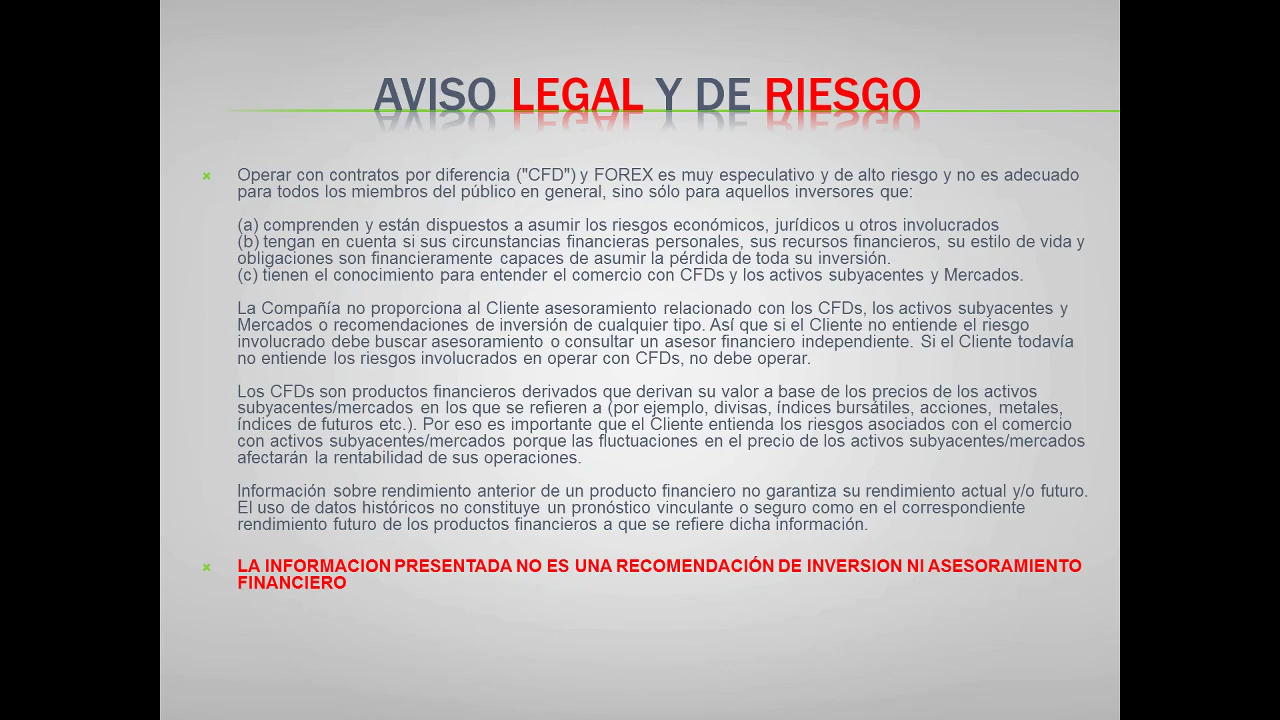 AVISO LEGAL Y DE RIESGO
Operar con contratos por diferencia ("CFD") y FOREX es muy especulativo y de alto riesgo y no es adecuado
para todos los miembros del público en general, sino sólo para aquellos inversores que:
(a) comprenden y están dispuestos a asumir los riesgos económicos, jurídicos u otros involucrados
(b) tengan en cuenta si sus circunstancias financieras personales, sus recursos financieros, su estilo de vida y
obligaciones son financieramente capaces de asumir la pérdida de toda su inversión.
(c) tienen el conocimiento para entender el comercio con CFDs y los activos subyacentes y Mercados.
La Compañía no proporciona al Cliente asesoramiento relacionado con los CFDs, los activos subyacentes y
Mercados o recomendaciones de inversión de cualquier tipo. Así que si el Cliente no entiende el riesgo
involucrado debe buscar asesoramiento o consultar un asesor financiero independiente. Si el Cliente todavía
no entiende los riesgos involucrados en operar con CFDs, no debe operar.
Los CFDs son productos financieros derivados que derivan su valor a base de los precios de los activos
subyacentes/mercados en los que se refieren a (por ejemplo, divisas, índices bursátiles, acciones, metales,
índices de futuros etc.). Por eso es importante que el Cliente entienda los riesgos asociados con el comercio
con activos subyacentes/mercados porque las fluctuaciones en el precio de los activos subyacentes/mercados
afectarán la rentabilidad de sus operaciones.
Información sobre rendimiento anterior de un producto financiero no garantiza su rendimiento actual y/o futuro.
El uso de datos históricos no constituye un pronóstico vinculante o seguro como en el correspondiente
rendimiento futuro de los productos financieros a que se refiere dicha información.
LA INFORMACION PRESENTADA NO ES UNA RECOMENDACIÓN DE INVERSION NI ASESORAMIENTO
FINANCIERO